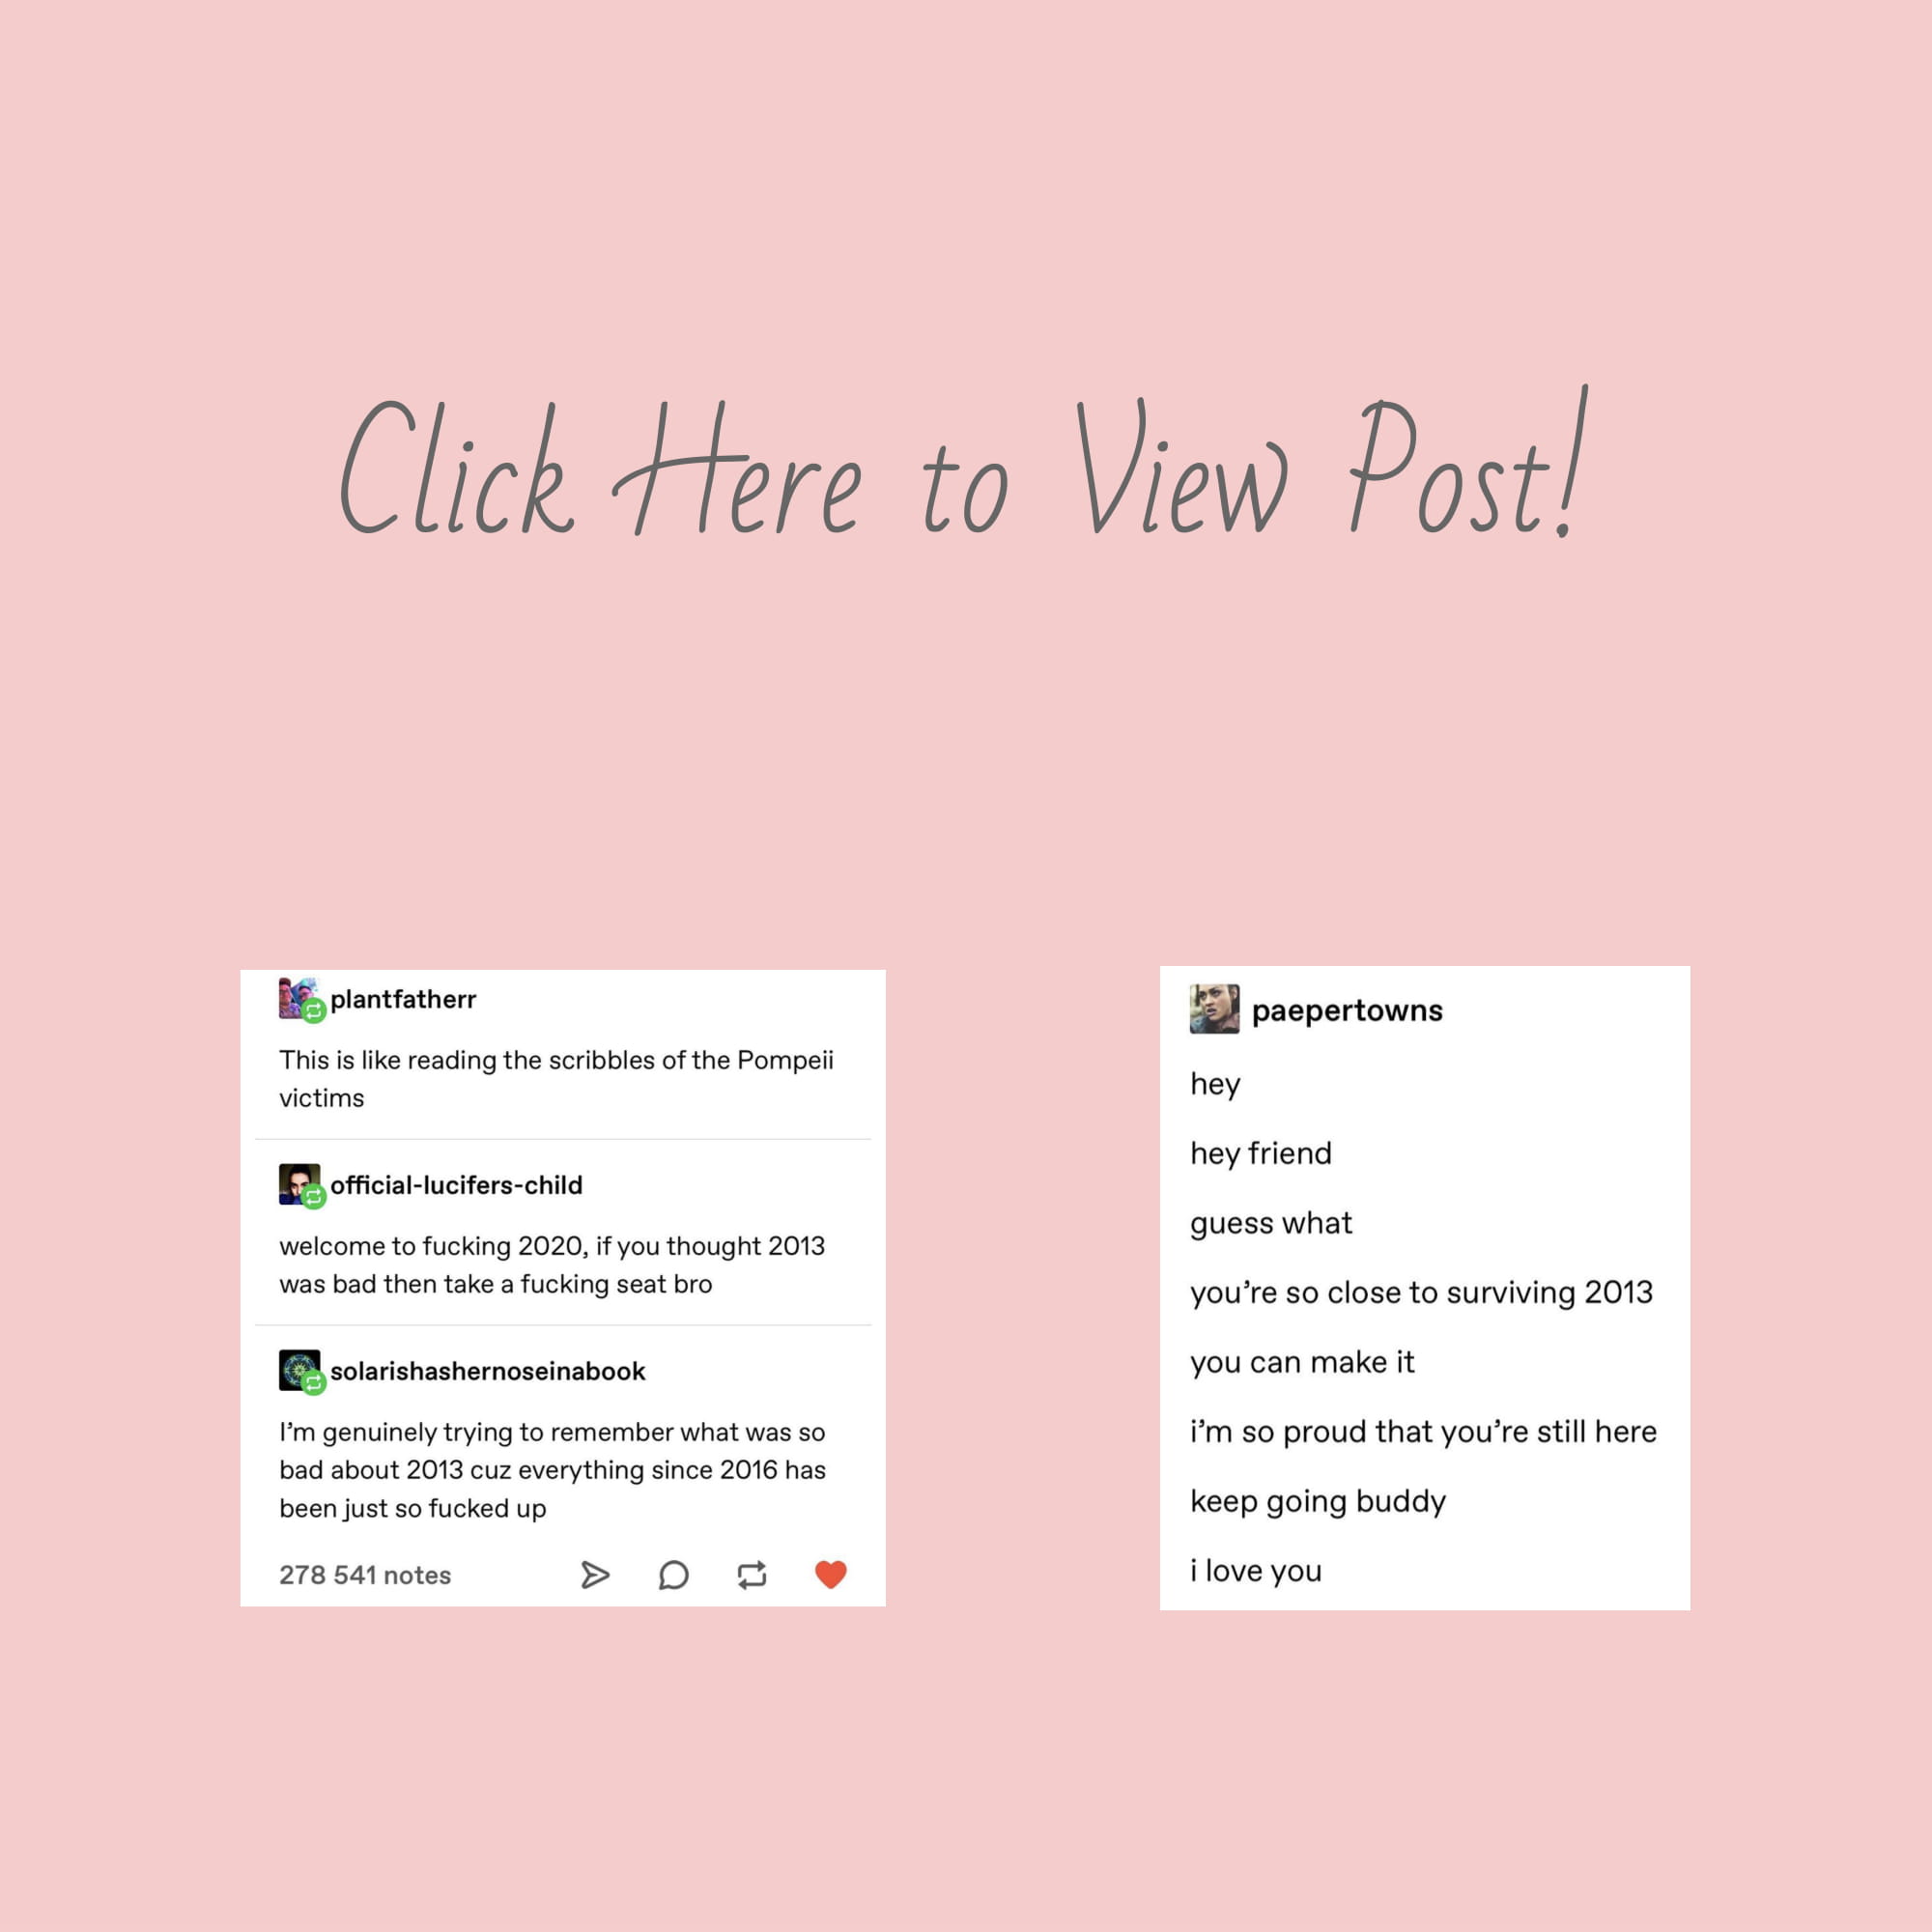 Click Here to View Post!
plantfatherr
This is like reading the scribbles of the Pompeii
victims
official-lucifers-child
welcome to fucking 2020, if you thought 2013
was bad then take a fucking seat bro
solarishashernoseinabook
I'm genuinely trying to remember what was so
bad about 2013 cuz everything since 2016 has
been just so fucked up
278 541 notes
paepertowns
hey
hey friend
guess what
you're so close to surviving 2013
you can make it
i'm so proud that you're still here
keep going buddy
i love you